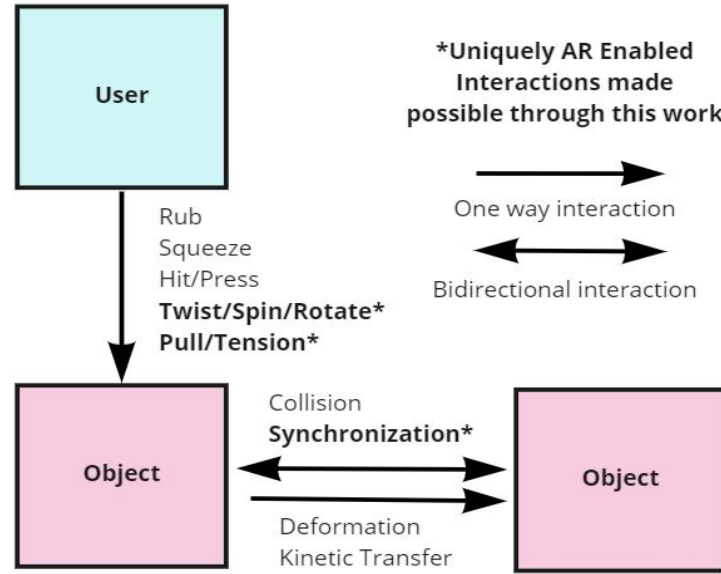 User
*Uniquely AR Enabled
Interactions made
possible through this work
One way interaction
Bidirectional interaction
Rub
Squeeze
Hit/Press
Twist/Spin/Rotate*
Pull/Tension*
Object
Collision
Synchronization*
Deformation
Kinetic Transfer
Object